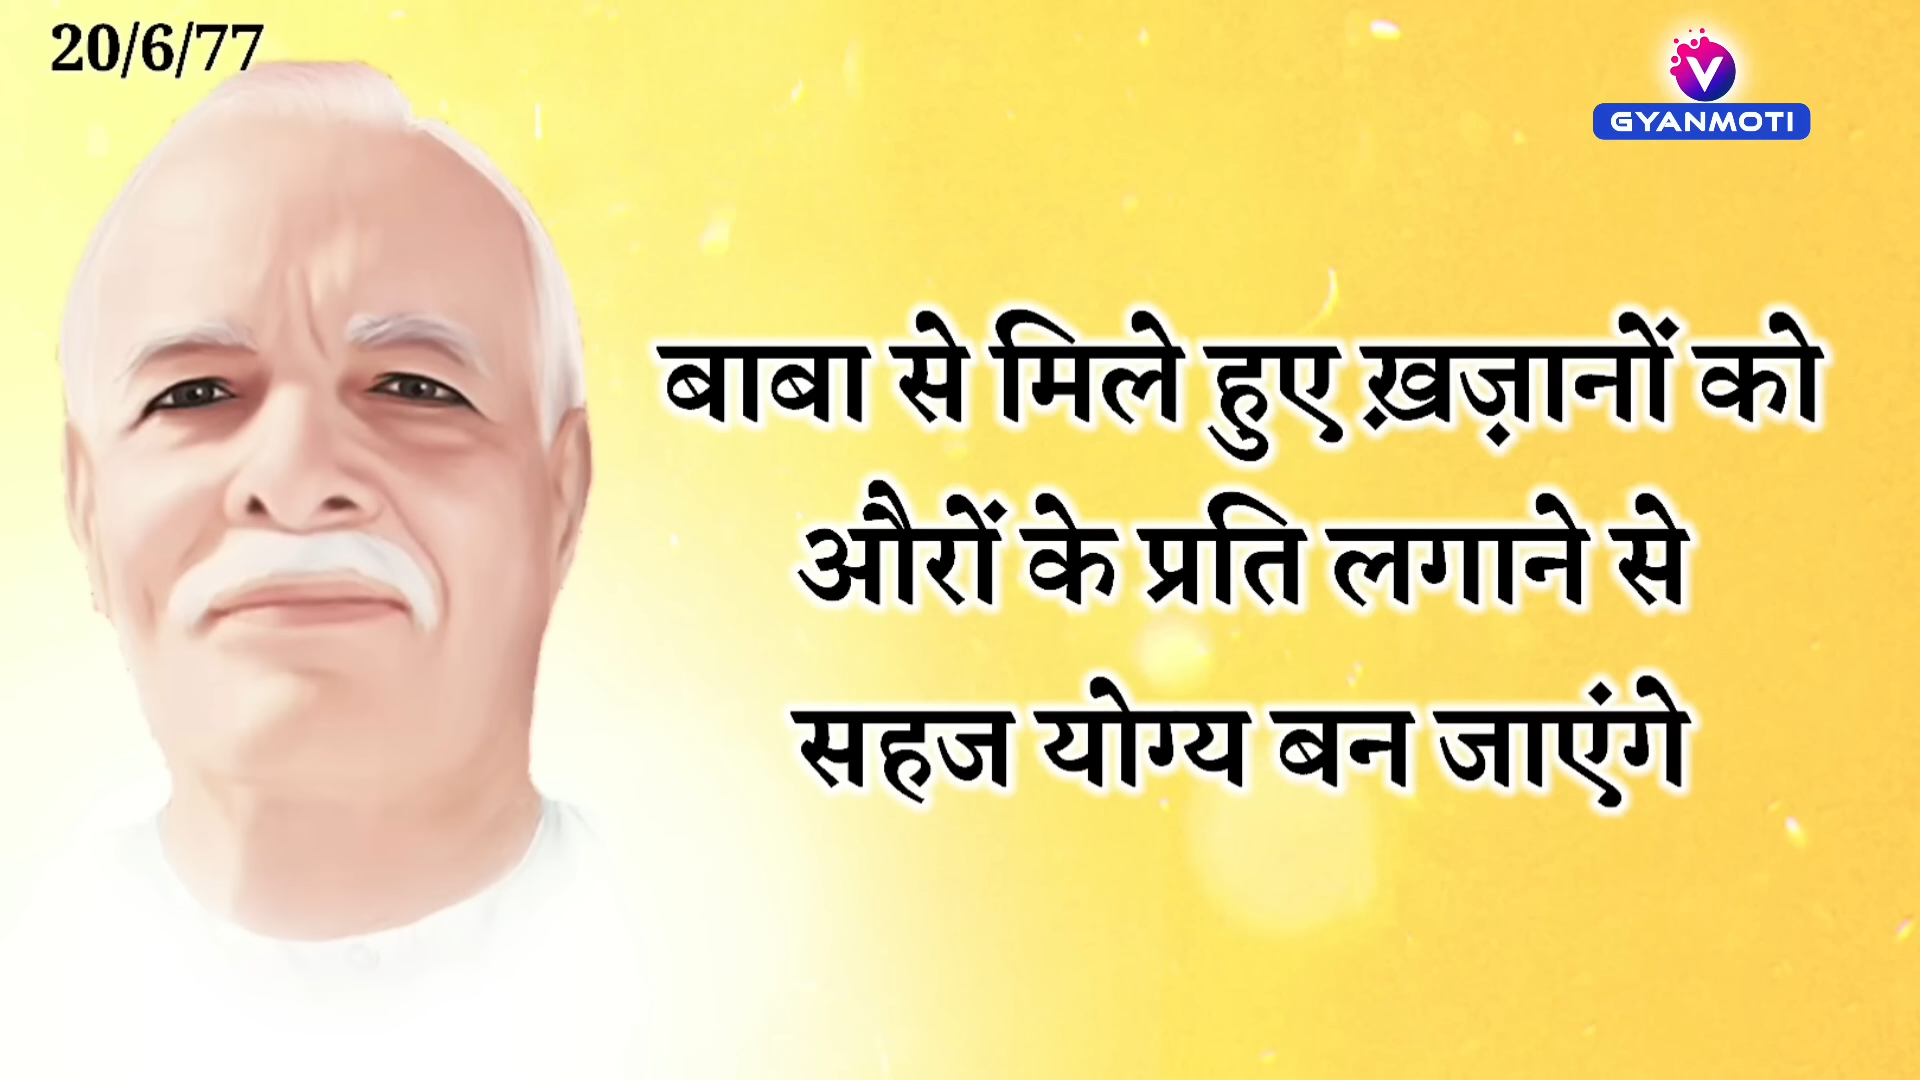 20/6/77
V
GYANMOTI
बाबा से मिले हुए ख़ज़ानों को
औरों के प्रति लगाने से
सहज योग्य बन जाएंगे